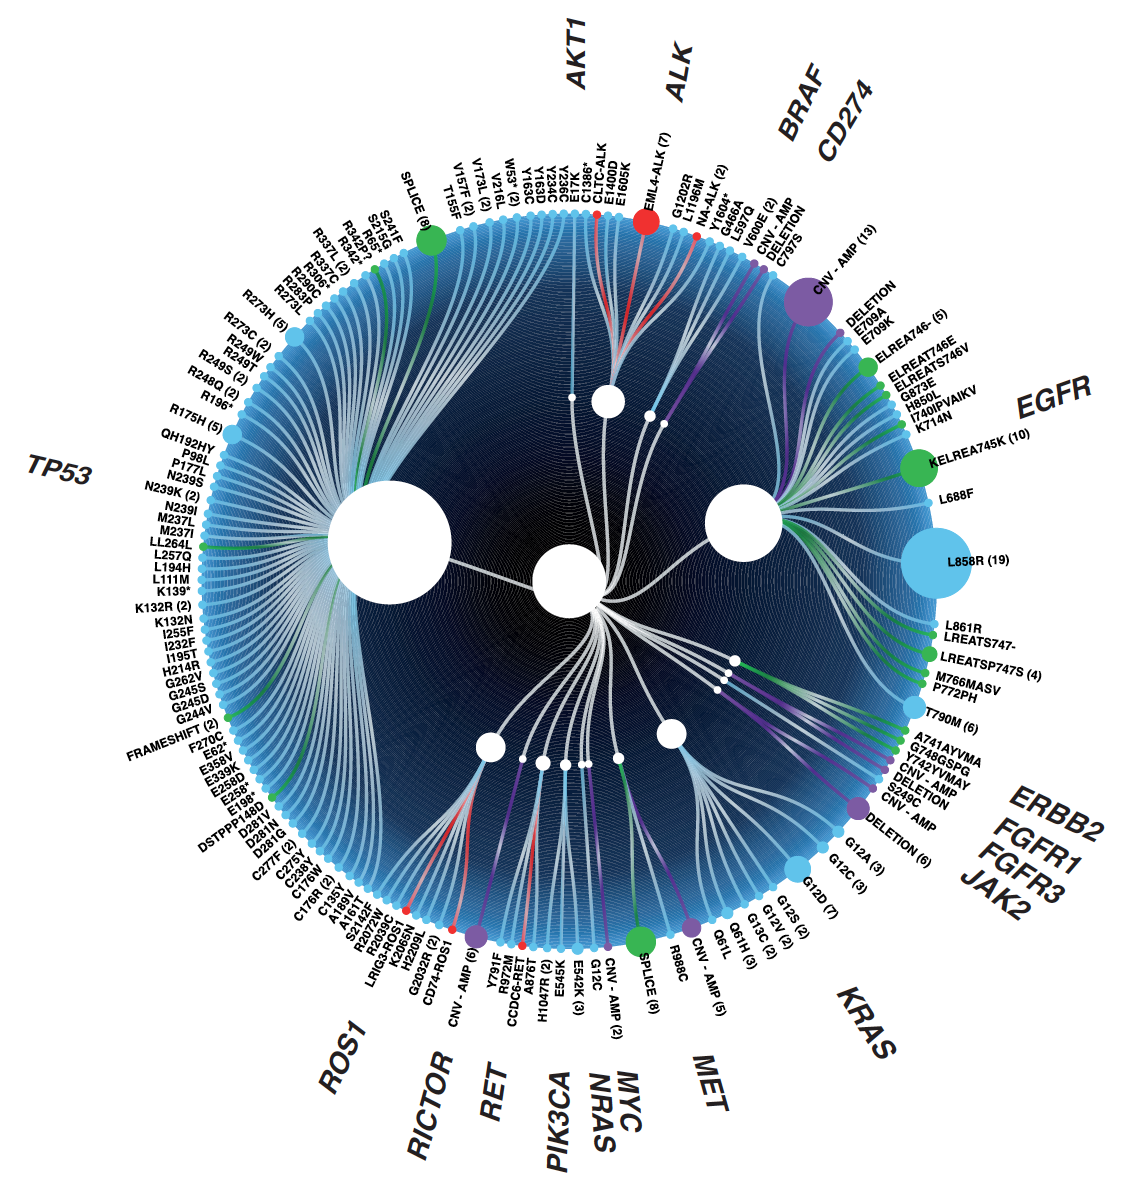 AKT1
ALK
BRAF
CD274
EGFR
ERBB2
FGFR1
FGFR3
JAK2
KRAS
MET
MYC
NRAS
PIK3CA
RET
RICTOR
ROS1
TP53
E17K
C1386*
CLTC-ALK
E1400D
E1605K
EML4-ALK (7)
G1202R
L1196M
NA-ALK (2)
Y1604*
G466A
L597Q
V600E (2)
CNV - AMP
DELETION
C797S
CNV - AMP (13)
DELETION
E709A
E709K
ELREA746- (5)
ELREAT746E
ELREATS746V
G873E
H850L
I740IPVAIKV
K714N
KELREA745K (10)
L688F
L858R (19)
L861R
LREATS747-
LREATSP747S (4)
M766MASV
P772PH
T790M (6)
A741AYVMA
G748GSPG
Y742YVMAY
CNV - AMP
DELETION
S249C
CNV - AMP
DELETION (6)
G12A (3)
G12C (3)
G12D (7)
G12S (2)
G12V (2)
G13C (2)
Q61H (3)
Q61L
CNV - AMP (5)
R988C
SPLICE (8)
CNV - AMP (2)
G12C
E542K (3)
E545K
H1047R (2)
A876T
CCDC6-RET
R972M
Y791F
CNV - AMP (6)
CD74-ROS1
G2032R (2)
H2209L
K2065N
LRIG3-ROS1
R2039C
R2072W
S2142F
A161T
A189V
C135Y
C176R (2)
C176W
C238Y
C275Y
C277F (2)
D281G
D281N
D281V
DSTPPP148D
E198*
E258*
E258D
E339K
E358V
E62*
F270C
FRAMESHIFT (2)
G244V
G245D
G245S
G262V
H214R
I195T
I232F
I255F
K132N
K132R (2)
K139*
L111M
L194H
L257Q
LL264L
M237I
M237L
N239I
N239K (2)
N239S
P177L
P98L
QH192HY
R175H (5)
R196*
R248Q (2)
R249S (2)
R249T
R249W
R273C (2)
R273H (5)
R273L
R283P
R290C
R306*
R337C
R337L (2)
R342*
R342P?
R65*
S215G
S241F
SPLICE (8)
T155F
V157F (2)
V173L (2)
V216L
W53* (2)
Y163C
Y163D
Y234C
Y236C